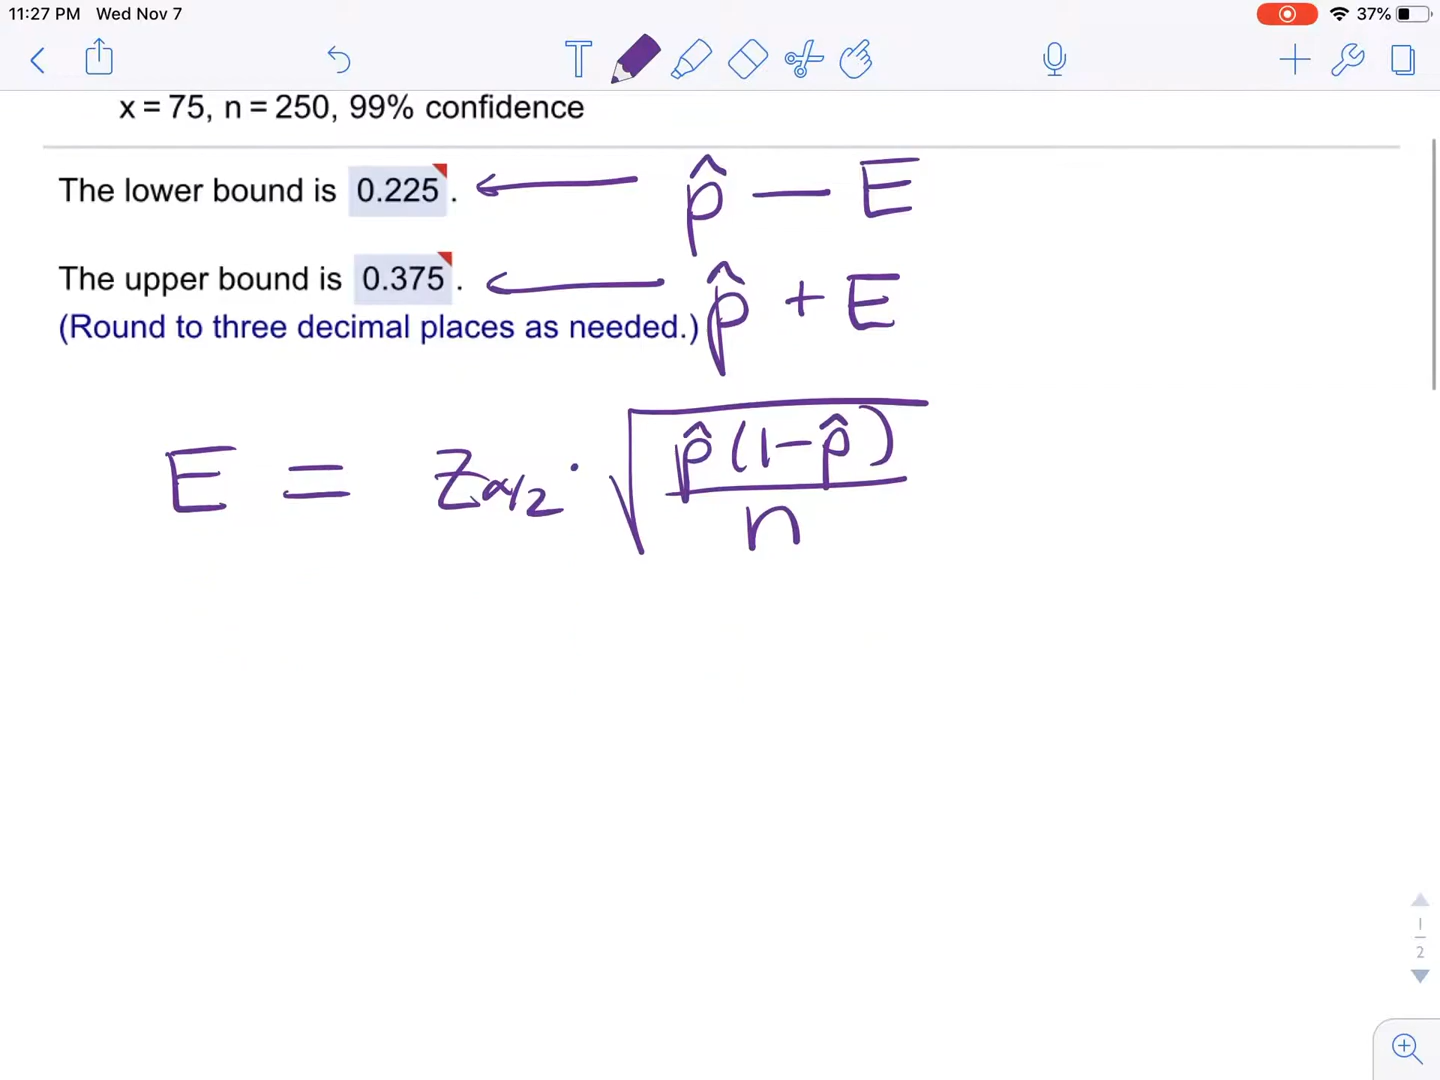 11:27 PM Wed Nov 7 37%
T
x = 75, n = 250, 99% confidence
The lower bound is 0.225 . ← p̂ — E
The upper bound is 0.375 . ← p̂ + E
(Round to three decimal places as needed.)
E = Zα/2 · √(p̂(1-p̂)/n)
1
2